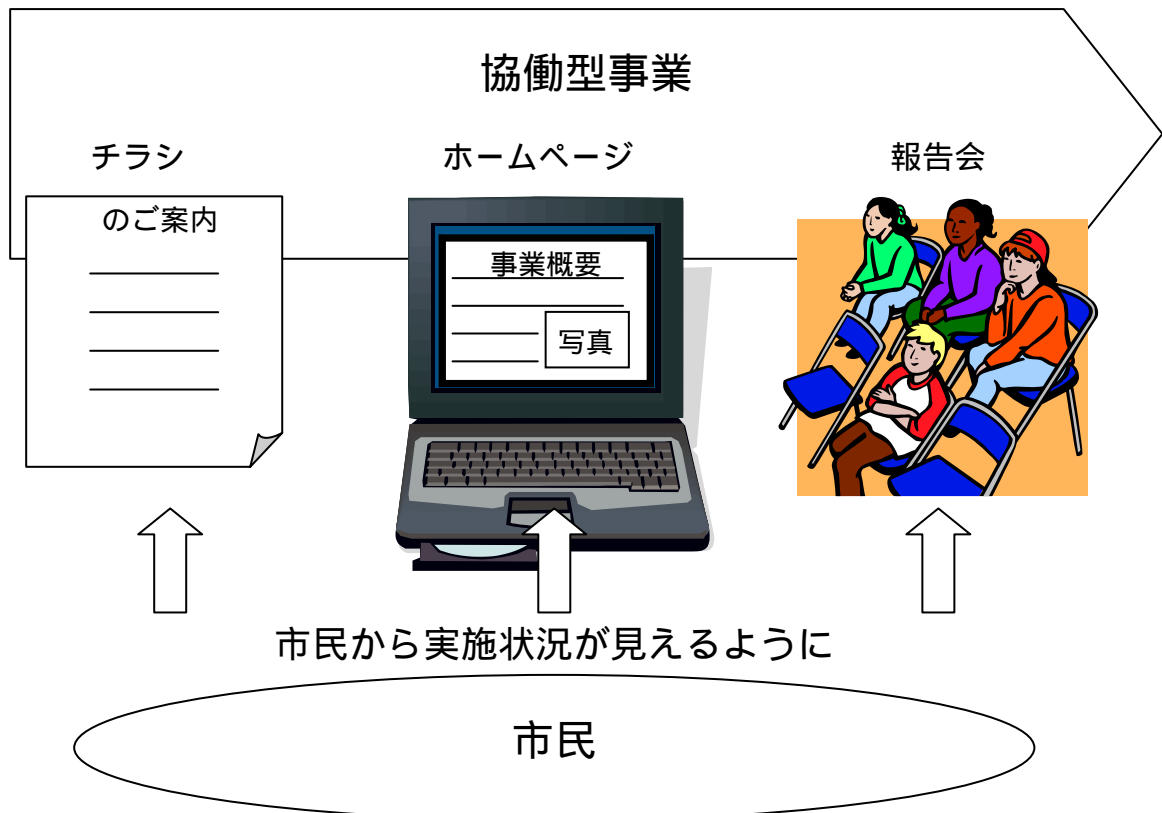 協働型事業
チラシ
ホームページ
報告会
のご案内
事業概要
写真
市民から実施状況が見えるように
市民